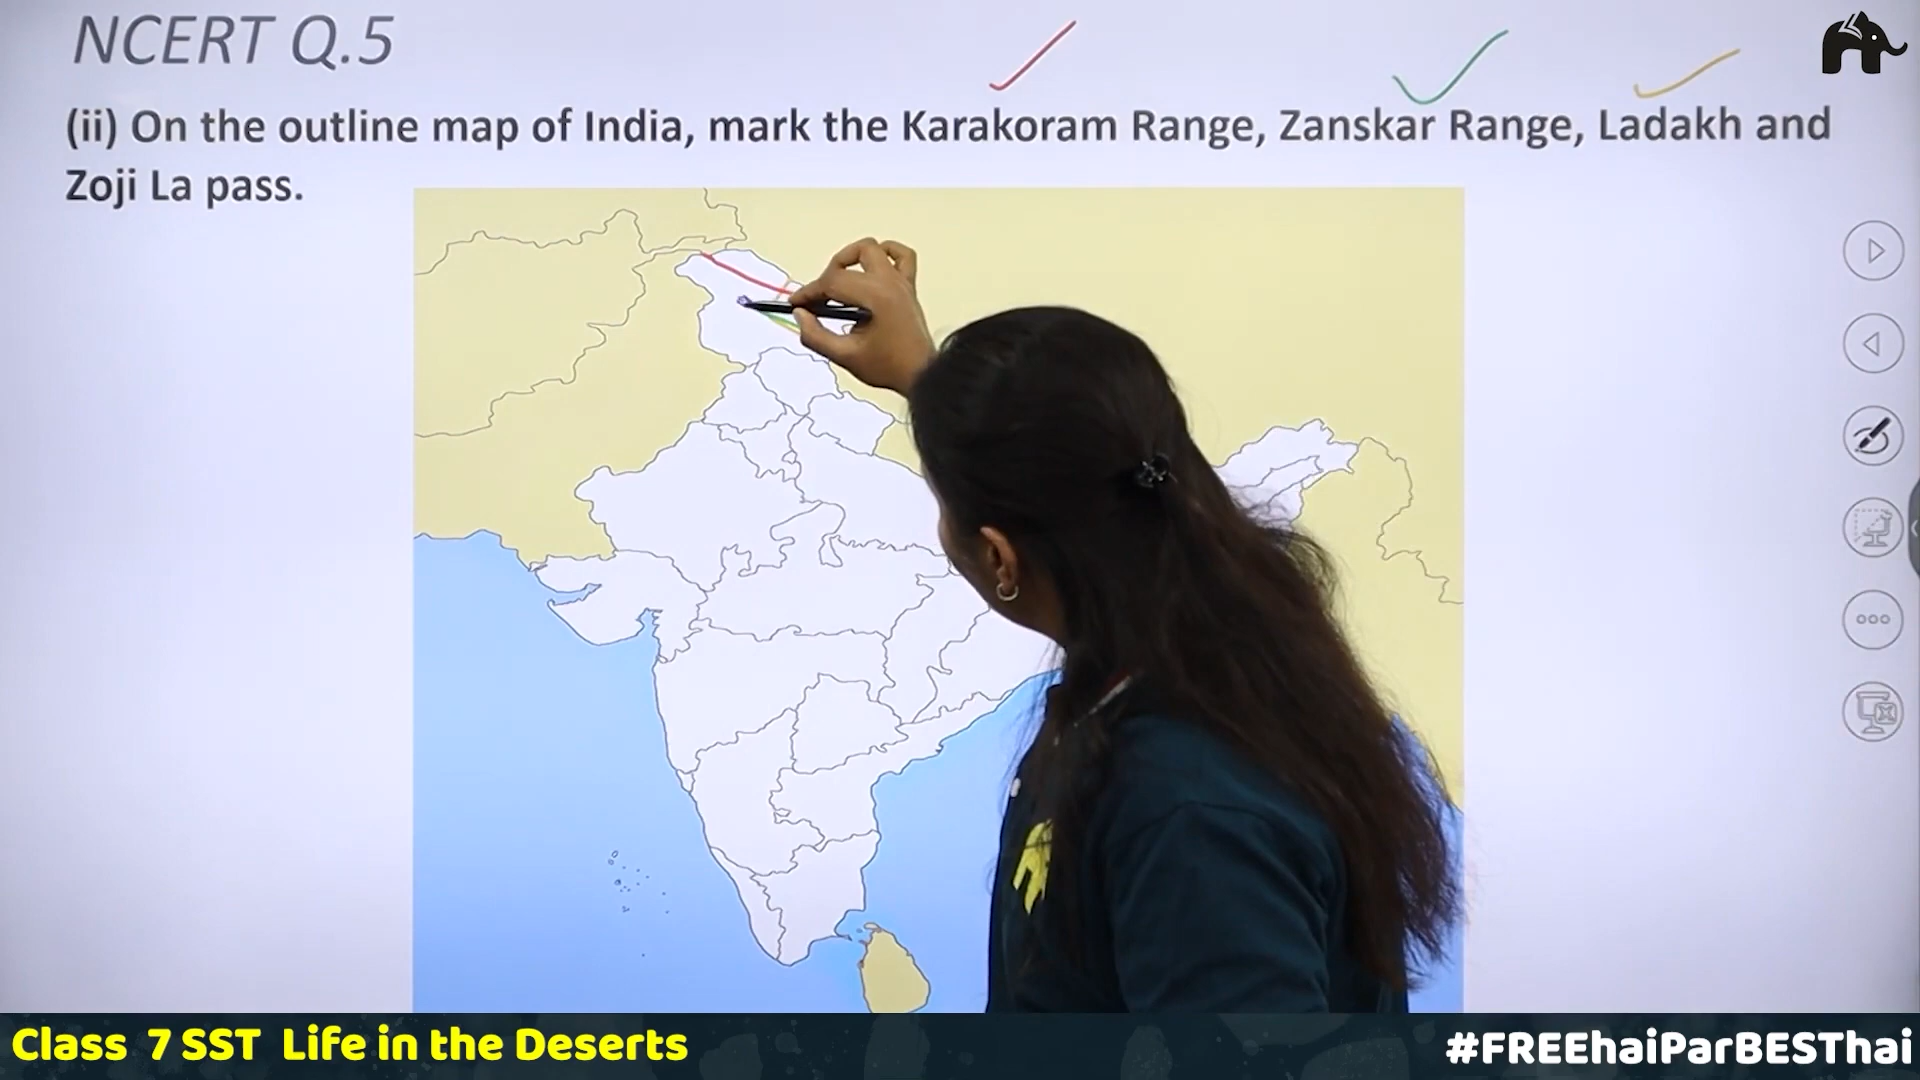 NCERT Q.5
(ii) On the outline map of India, mark the Karakoram Range, Zanskar Range, Ladakh and
Zoji La pass.
Class 7 SST Life in the Deserts
#FREEhaiParBESThai